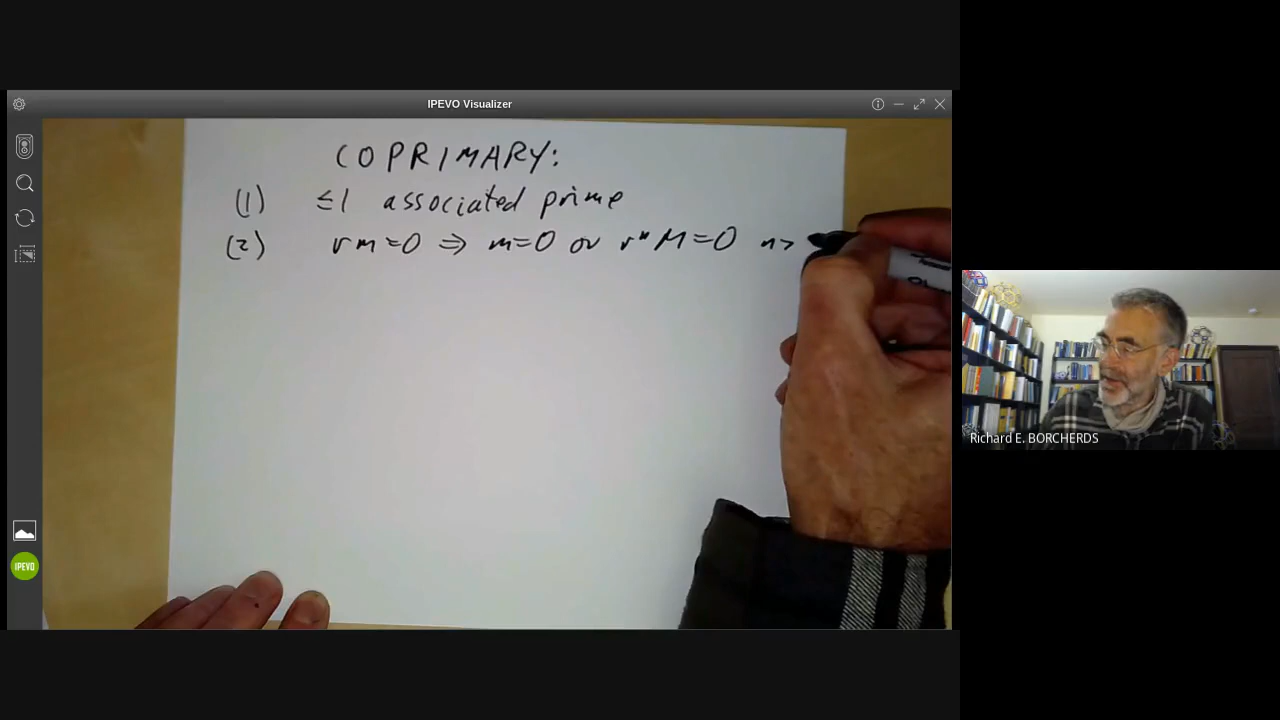 IPEVO Visualizer
COPRIMARY:
(1) ≤1 associated prime
(2) rm=0 ⇒ m=0 or rⁿM=0 n>
Richard E. BORCHERDS
IPEVO